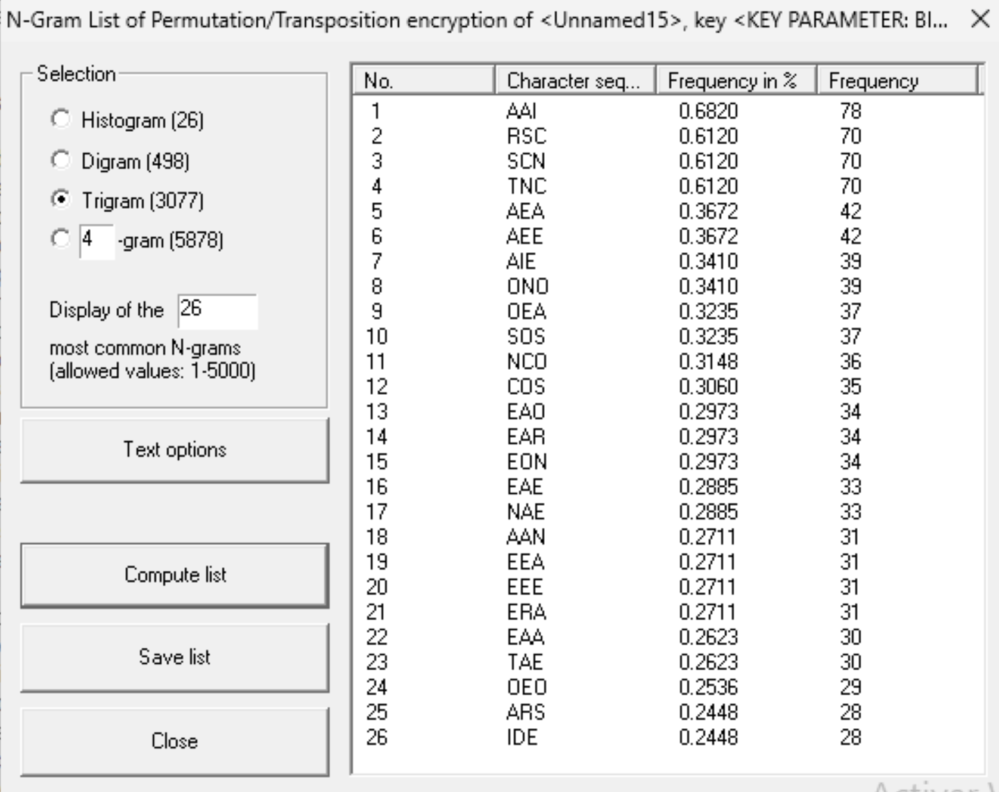 N-Gram List of Permutation/Transposition encryption of <Unnamed15>, key <KEY PARAMETER: BI...
Selection
Histogram (26)
Digram (498)
Trigram (3077)
4 -gram (5878)
Display of the 26
most common N-grams
(allowed values: 1-5000)
Text options
Compute list
Save list
Close
No. Character seq... Frequency in % Frequency
1 AAI 0.6820 78
2 RSC 0.6120 70
3 SCN 0.6120 70
4 TNC 0.6120 70
5 AEA 0.3672 42
6 AEE 0.3672 42
7 AIE 0.3410 39
8 ONO 0.3410 39
9 OEA 0.3235 37
10 SOS 0.3235 37
11 NCO 0.3148 36
12 COS 0.3060 35
13 EAO 0.2973 34
14 EAR 0.2973 34
15 EON 0.2973 34
16 EAE 0.2885 33
17 NAE 0.2885 33
18 AAN 0.2711 31
19 EEA 0.2711 31
20 EEE 0.2711 31
21 ERA 0.2711 31
22 EAA 0.2623 30
23 TAE 0.2623 30
24 OEO 0.2536 29
25 ARS 0.2448 28
26 IDE 0.2448 28